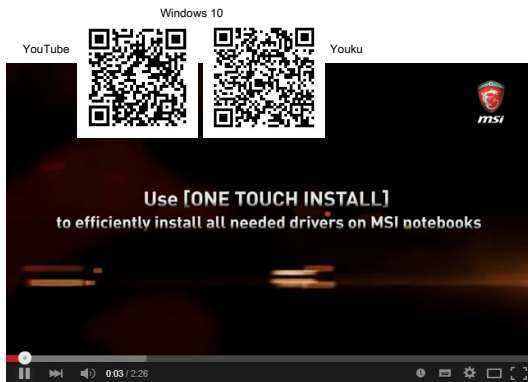 Windows 10
YouTube
Youku
msi
Use [ONE TOUCH INSTALL]
to efficiently install all needed drivers on MSI notebooks
0:03 / 2:26